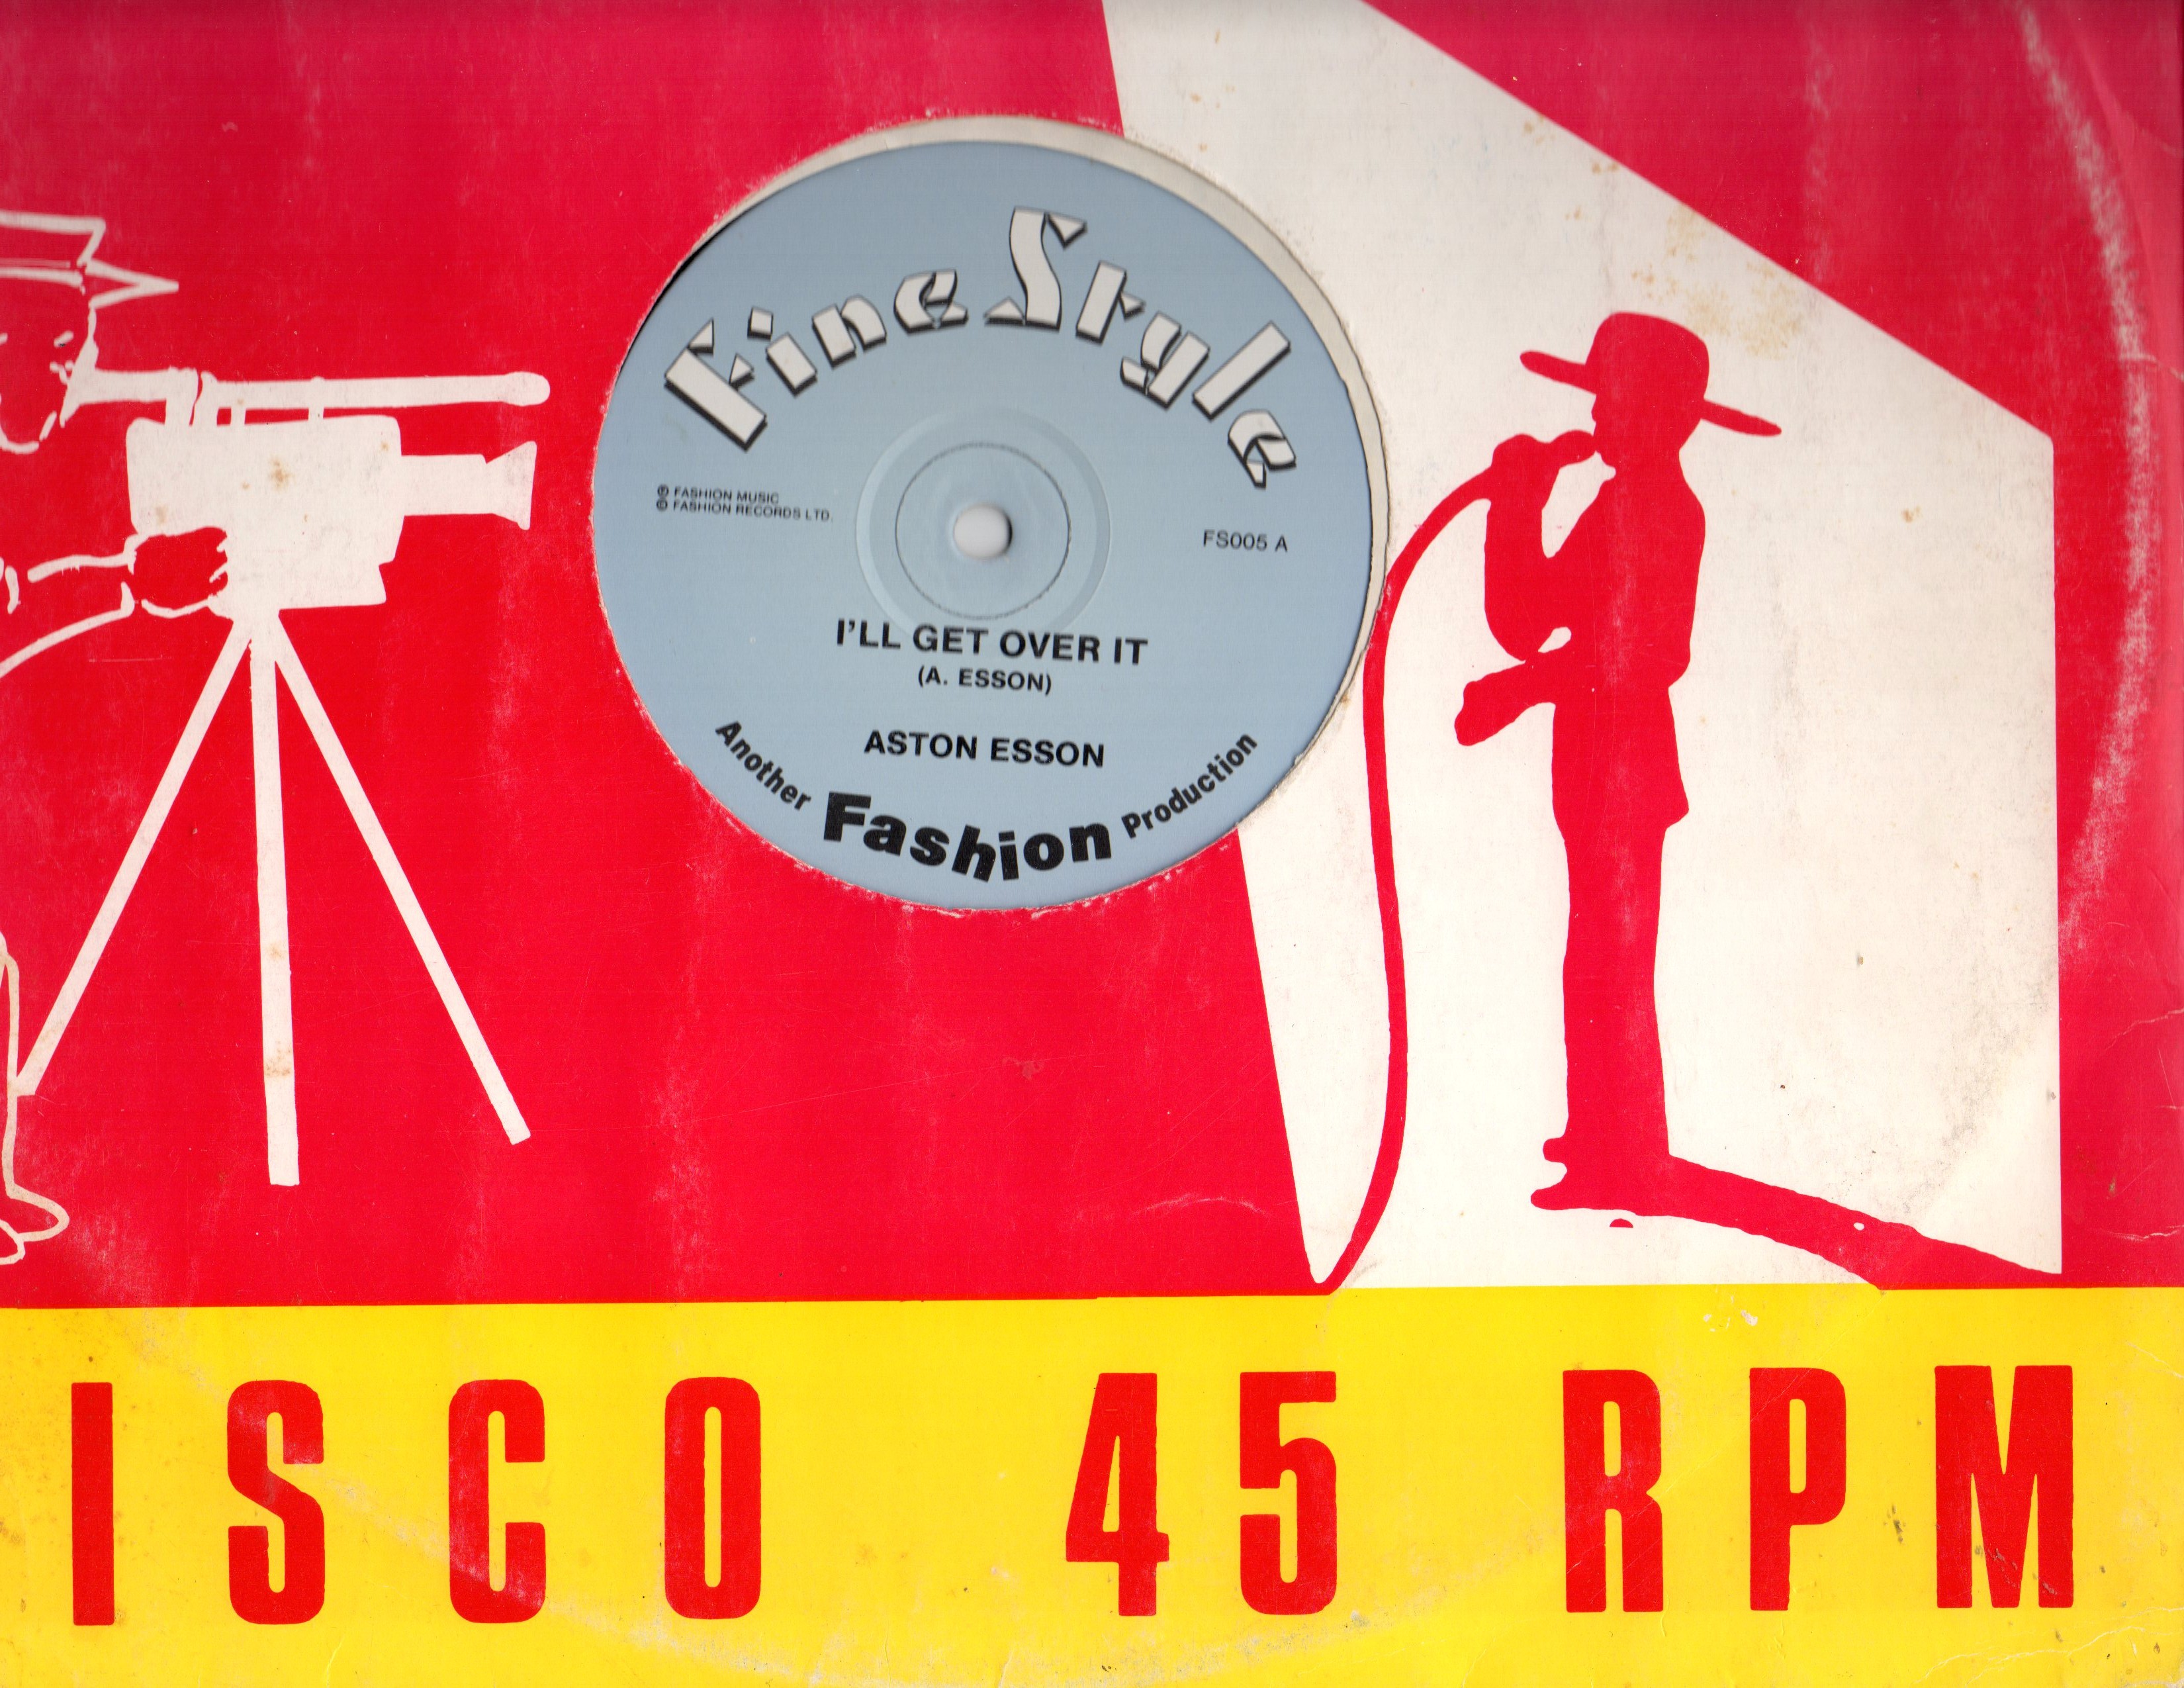 Fine Style
℗ FASHION MUSIC
© FASHION RECORDS LTD.
FS005 A
I'LL GET OVER IT
(A. ESSON)
ASTON ESSON
Another Fashion Production
ISCO 45 RPM